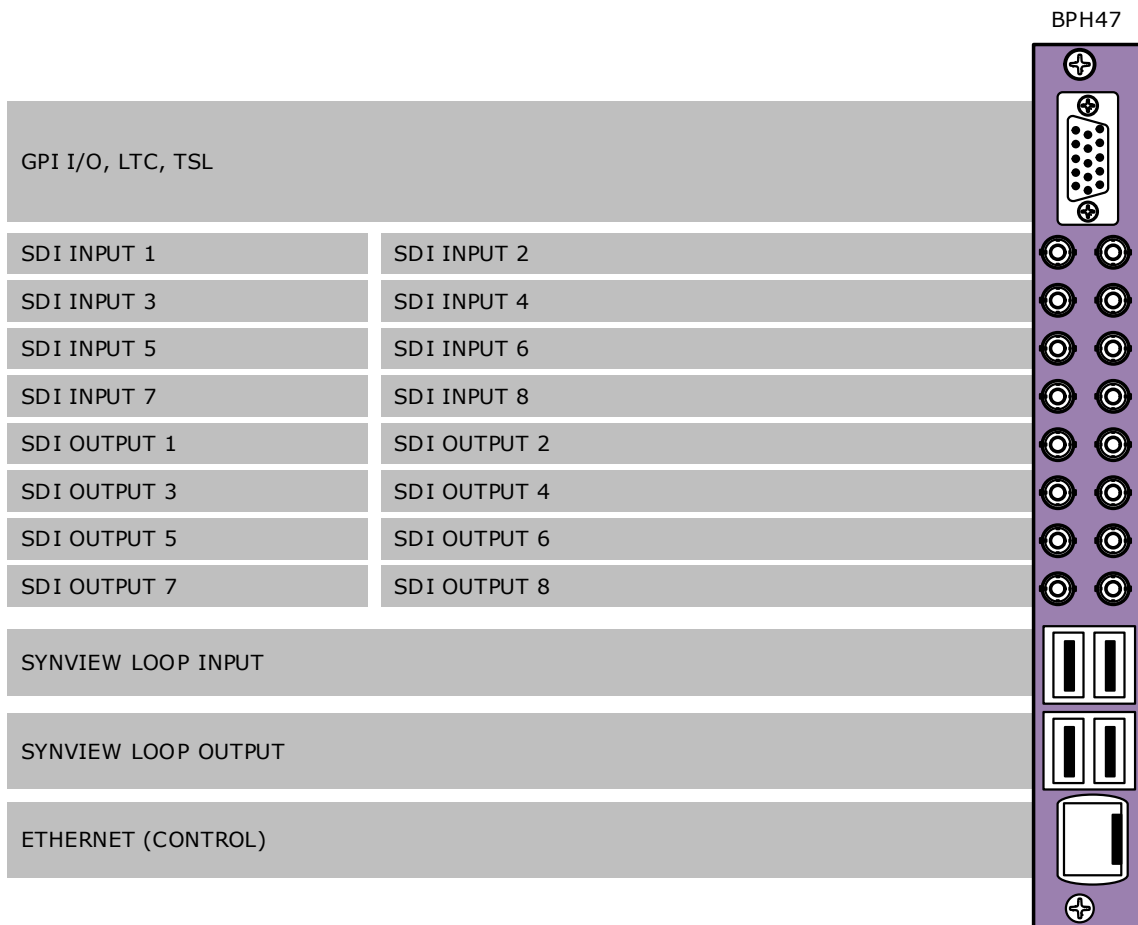 BPH47
GPI I/O, LTC, TSL
SDI INPUT 1 SDI INPUT 2
SDI INPUT 3 SDI INPUT 4
SDI INPUT 5 SDI INPUT 6
SDI INPUT 7 SDI INPUT 8
SDI OUTPUT 1 SDI OUTPUT 2
SDI OUTPUT 3 SDI OUTPUT 4
SDI OUTPUT 5 SDI OUTPUT 6
SDI OUTPUT 7 SDI OUTPUT 8
SYNVIEW LOOP INPUT
SYNVIEW LOOP OUTPUT
ETHERNET (CONTROL)